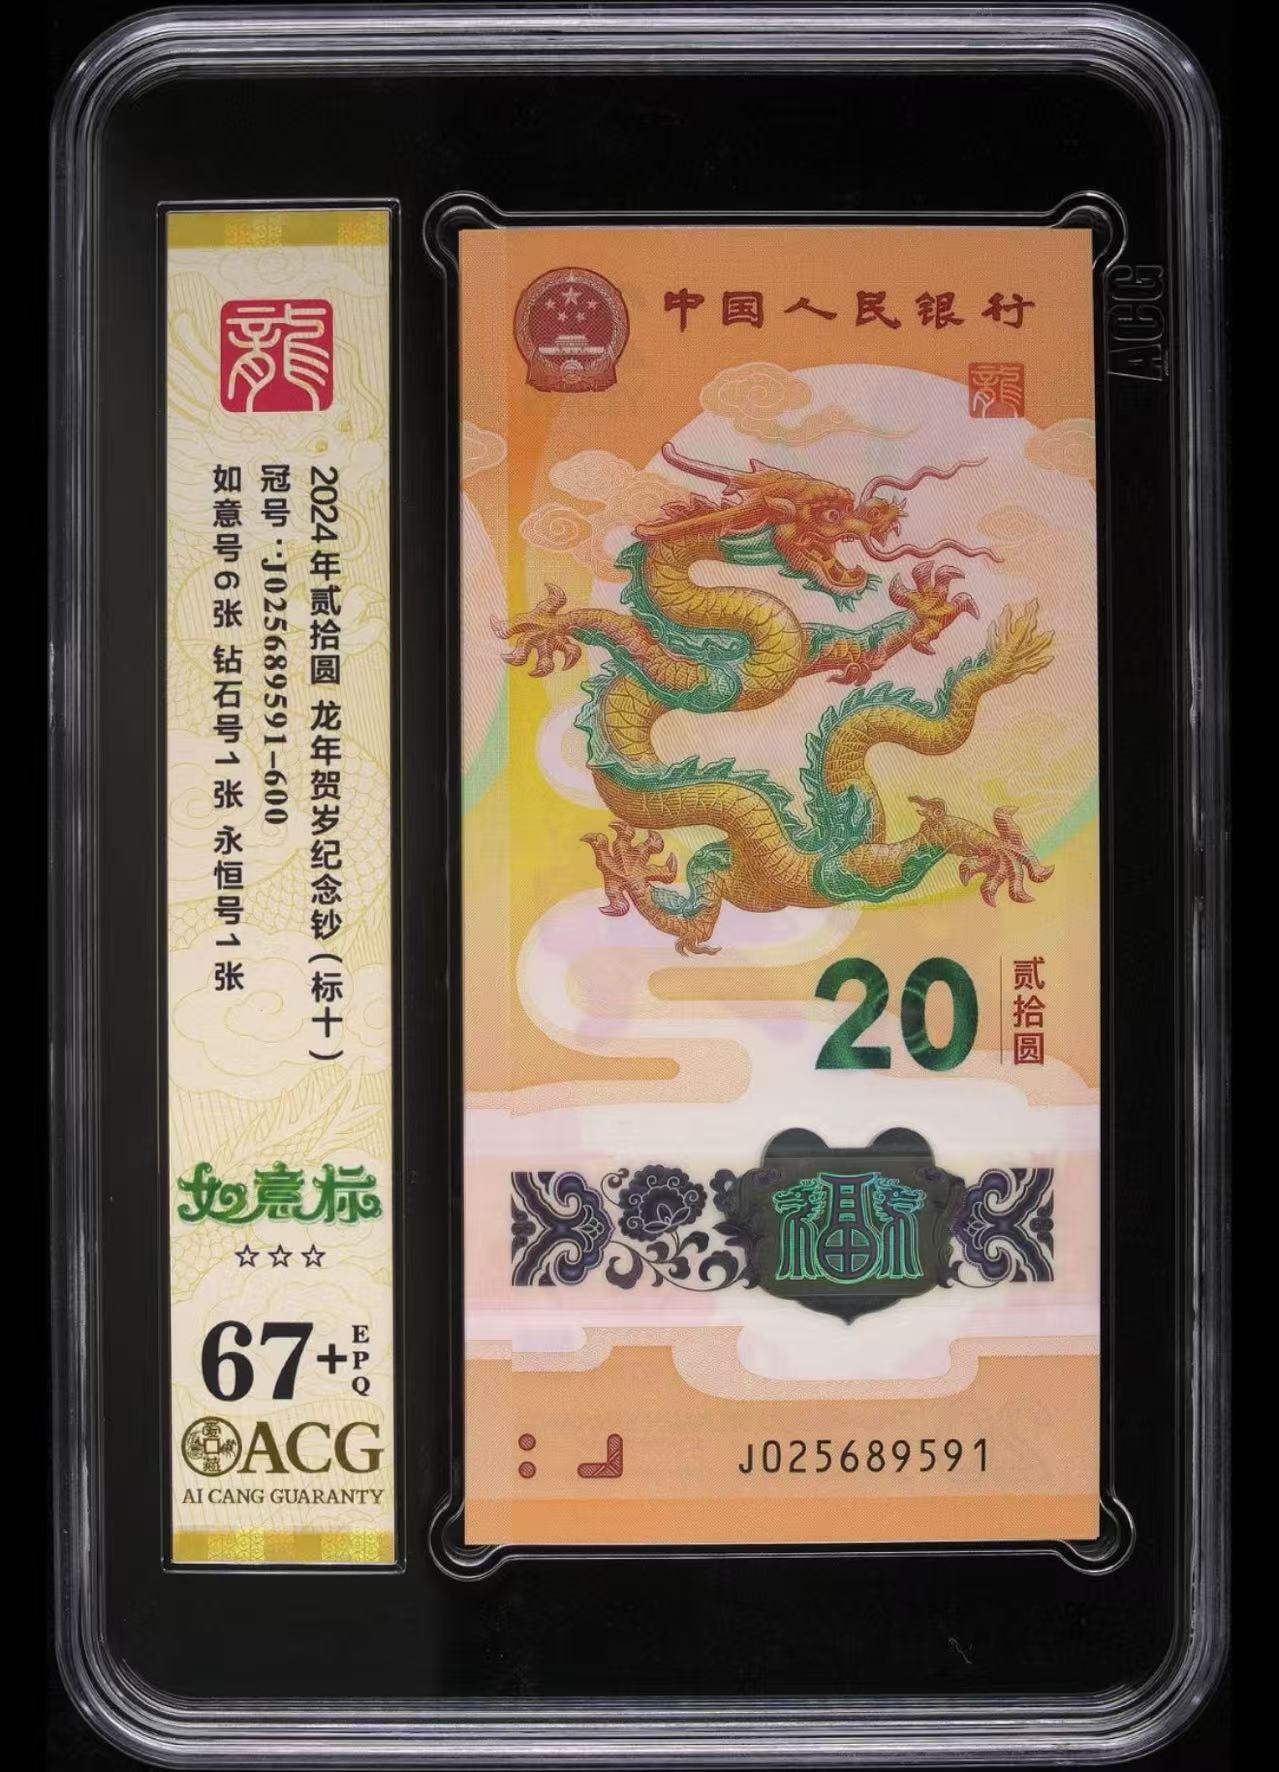 龍
2024年贰拾圆 龙年贺岁纪念钞(标十)
冠号:J025689591-600
如意号6张 钻石号1张 永恒号1张
如意标
☆☆☆
67+EPQ
ACG
AI CANG GUARANTY
中国人民银行
龍
20
贰拾圆
福
J025689591
ACG